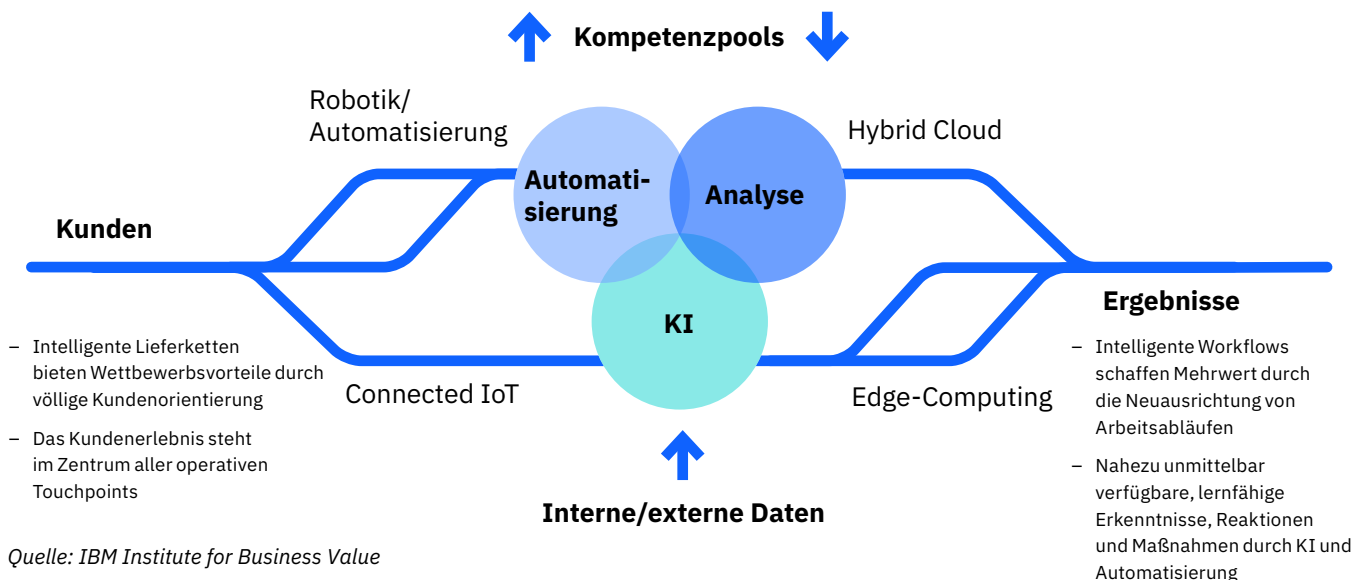 Kompetenzpools
Robotik/
Automatisierung
Hybrid Cloud
Automati-
sierung
Analyse
Kunden
KI
Ergebnisse
– Intelligente Lieferketten
bieten Wettbewerbsvorteile durch
völlige Kundenorientierung
– Das Kundenerlebnis steht
im Zentrum aller operativen
Touchpoints
Connected IoT
Edge-Computing
– Intelligente Workflows
schaffen Mehrwert durch
die Neuausrichtung von
Arbeitsabläufen
– Nahezu unmittelbar
verfügbare, lernfähige
Erkenntnisse, Reaktionen
und Maßnahmen durch KI und
Automatisierung
Interne/externe Daten
Quelle: IBM Institute for Business Value